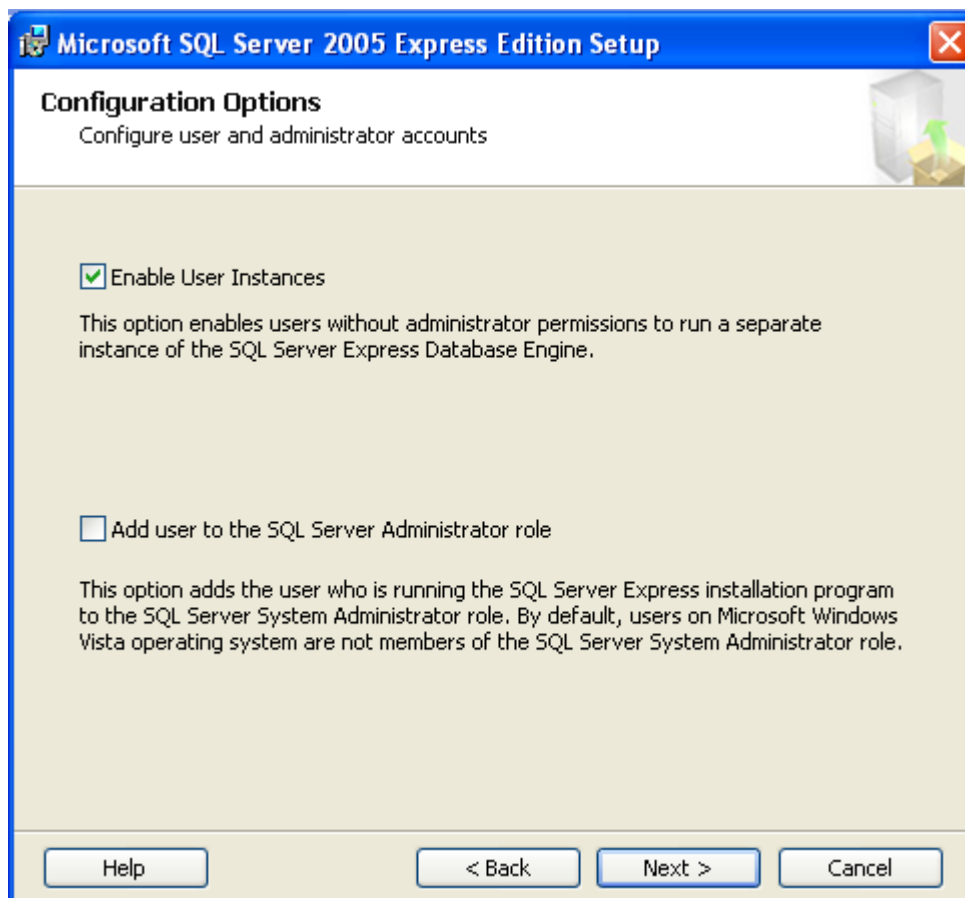 Microsoft SQL Server 2005 Express Edition Setup
Configuration Options
Configure user and administrator accounts
Enable User Instances
This option enables users without administrator permissions to run a separate
instance of the SQL Server Express Database Engine.
Add user to the SQL Server Administrator role
This option adds the user who is running the SQL Server Express installation program
to the SQL Server System Administrator role. By default, users on Microsoft Windows
Vista operating system are not members of the SQL Server System Administrator role.
Help < Back Next > Cancel